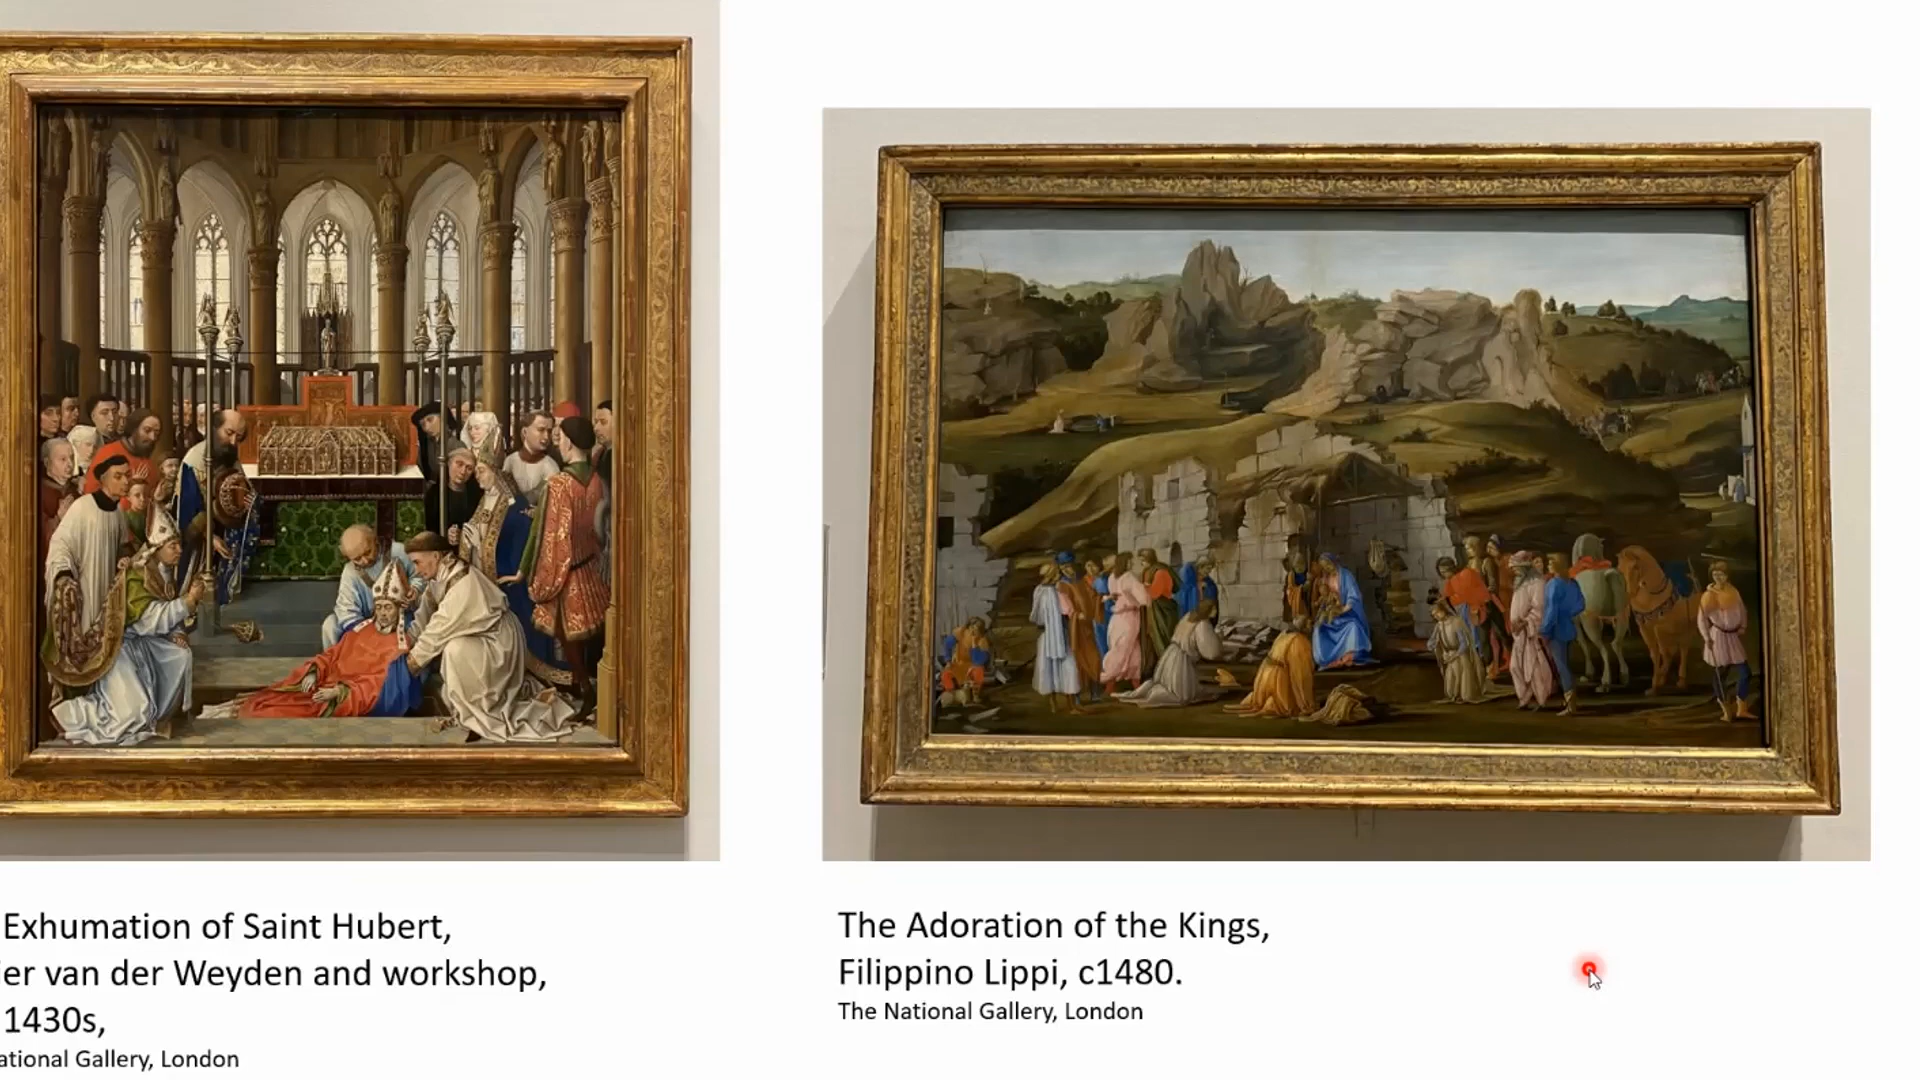 Exhumation of Saint Hubert,
ier van der Weyden and workshop,
1430s,
ational Gallery, London
The Adoration of the Kings,
Filippino Lippi, c1480.
The National Gallery, London